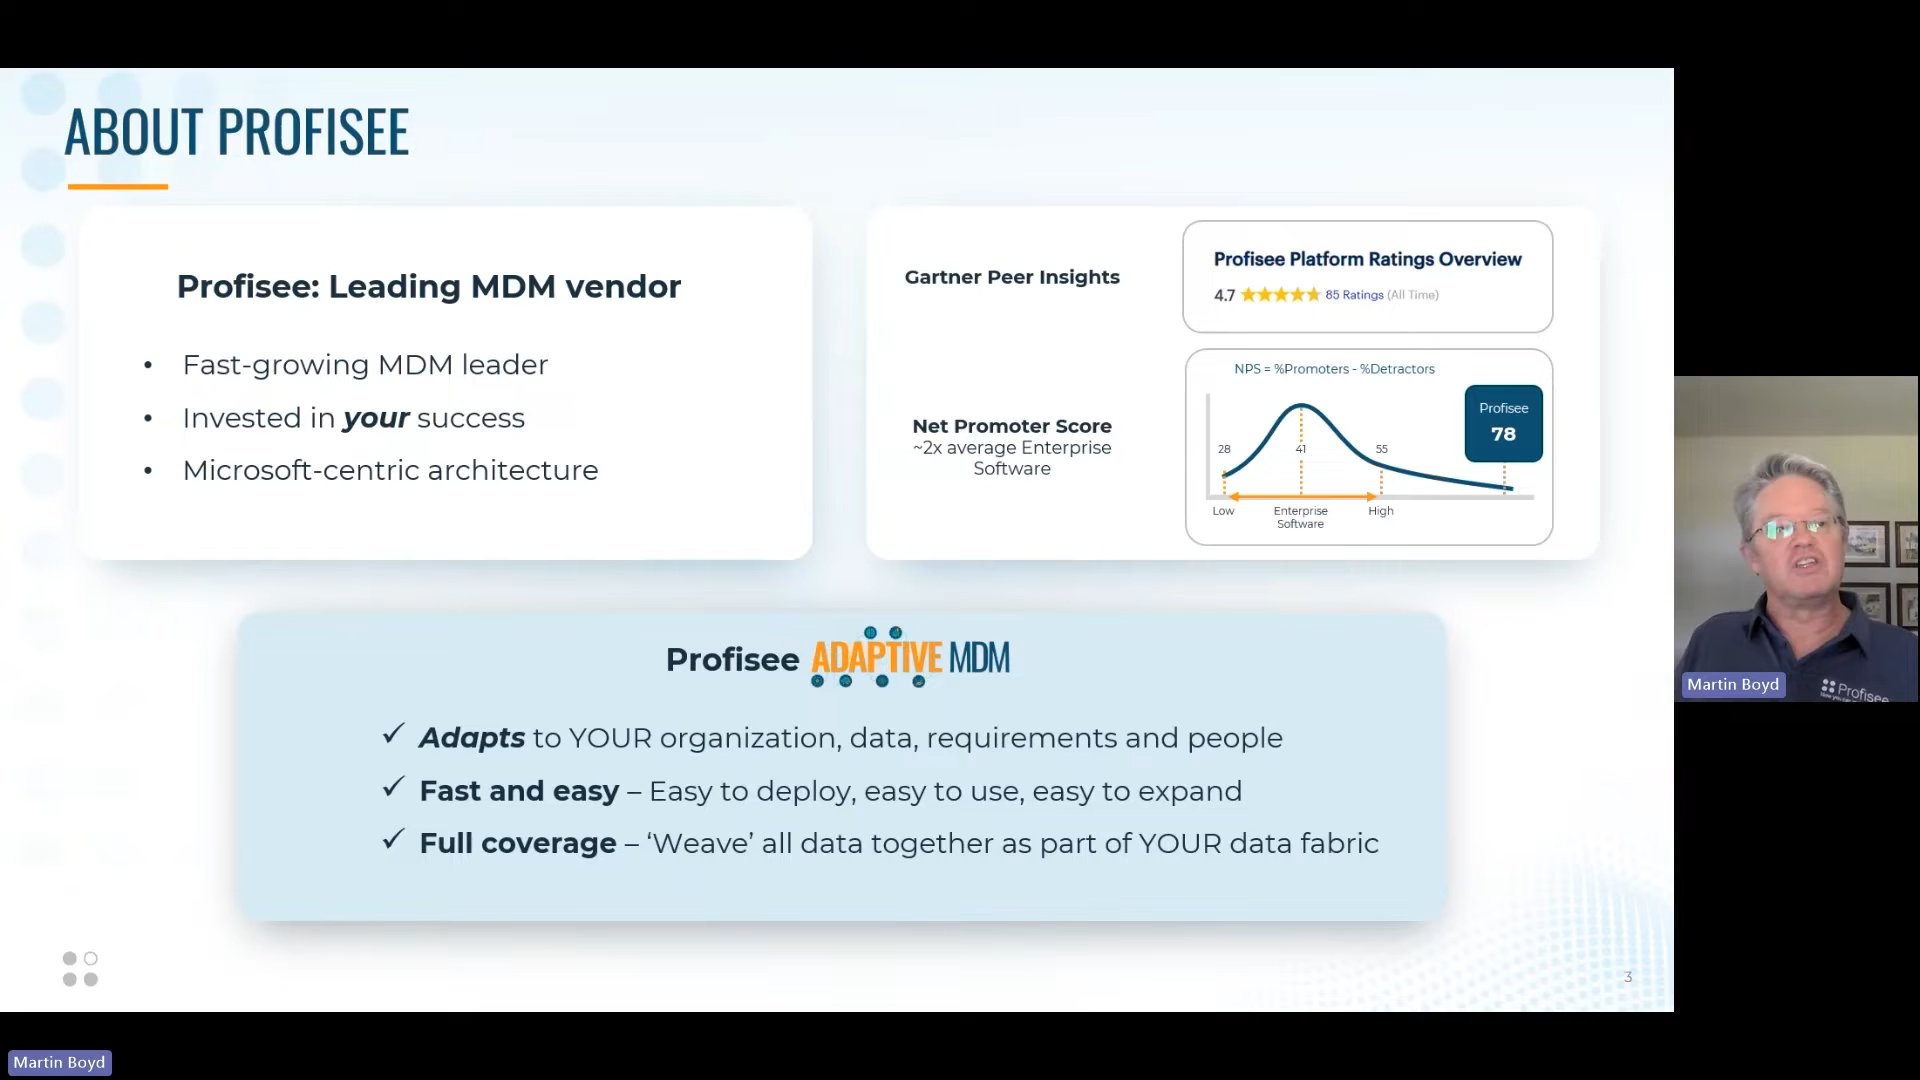 ABOUT PROFISEE
Profisee: Leading MDM vendor
• Fast-growing MDM leader
• Invested in your success
• Microsoft-centric architecture
Gartner Peer Insights
Profisee Platform Ratings Overview
4.7 85 Ratings (All Time)
Net Promoter Score
~2x average Enterprise
Software
NPS = %Promoters - %Detractors
Profisee
78
28 41 55
Low Enterprise High
Software
Profisee ADAPTIVE MDM
✓ Adapts to YOUR organization, data, requirements and people
✓ Fast and easy – Easy to deploy, easy to use, easy to expand
✓ Full coverage – ‘Weave’ all data together as part of YOUR data fabric
3
Martin Boyd
Profisee
Martin Boyd